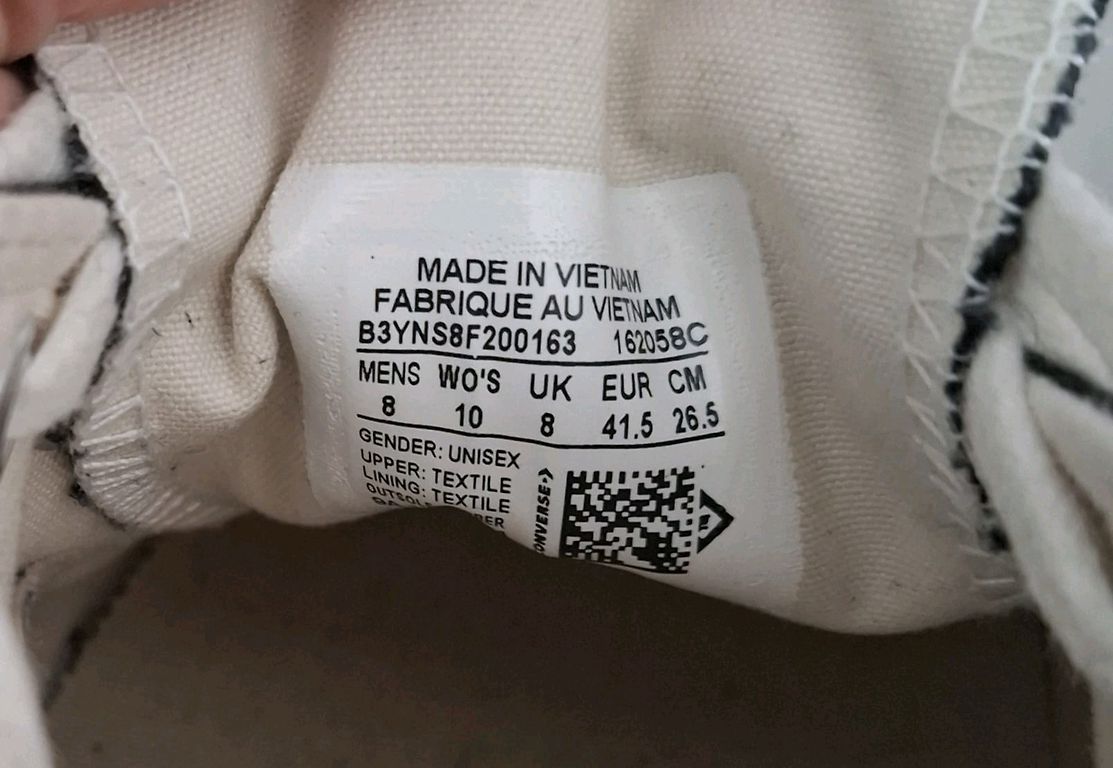 MADE IN VIETNAM
FABRIQUE AU VIETNAM
B3YNS8F200163 162058C
MENS WO'S UK EUR CM
8 10 8 41.5 26.5
GENDER: UNISEX
UPPER: TEXTILE
LINING: TEXTILE
CONVERSE